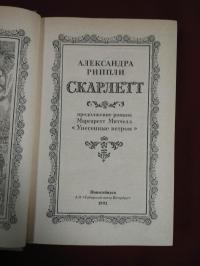 АЛЕКСАНДРА
РИПЛИ
СКАРЛЕТТ
продолжение романа
Маргарет Митчелл
« Унесенные ветром »
Новосибирск